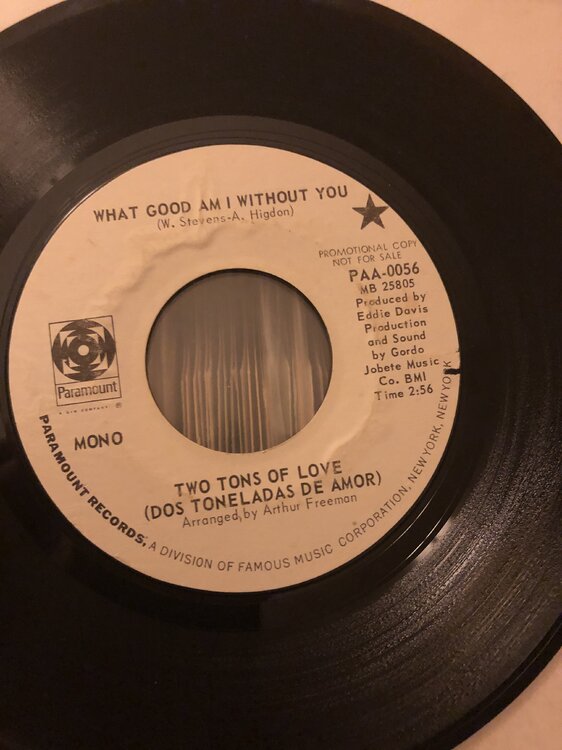 WHAT GOOD AM I WITHOUT YOU
(W. Stevens-A. Higdon)
PROMOTIONAL COPY
NOT FOR SALE
PAA-0056
MB 25805
Produced by
Eddie Davis
Production
and Sound
by Gordo
Jobete Music
Co. BMI
Time 2:56
Paramount
A G+W COMPANY
MONO
TWO TONS OF LOVE
(DOS TONELADAS DE AMOR)
Arranged by Arthur Freeman
PARAMOUNT RECORDS, A DIVISION OF FAMOUS MUSIC CORPORATION, NEW YORK, NEW YORK